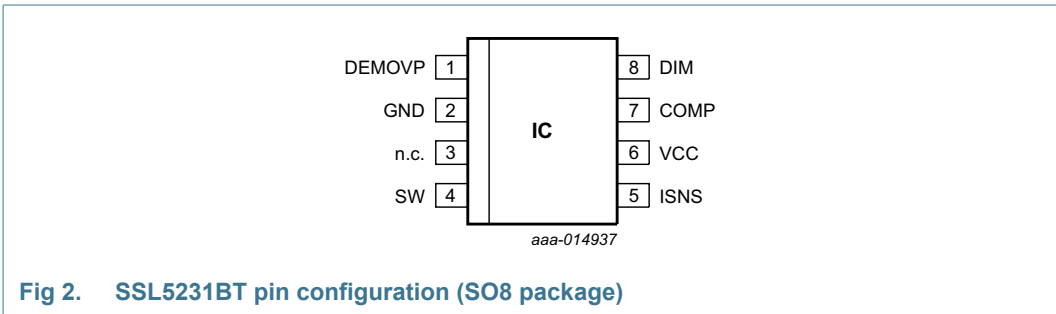 DEMOVP 1 8 DIM
GND 2 7 COMP
IC
n.c. 3 6 VCC
SW 4 5 ISNS
aaa-014937
Fig 2. SSL5231BT pin configuration (SO8 package)